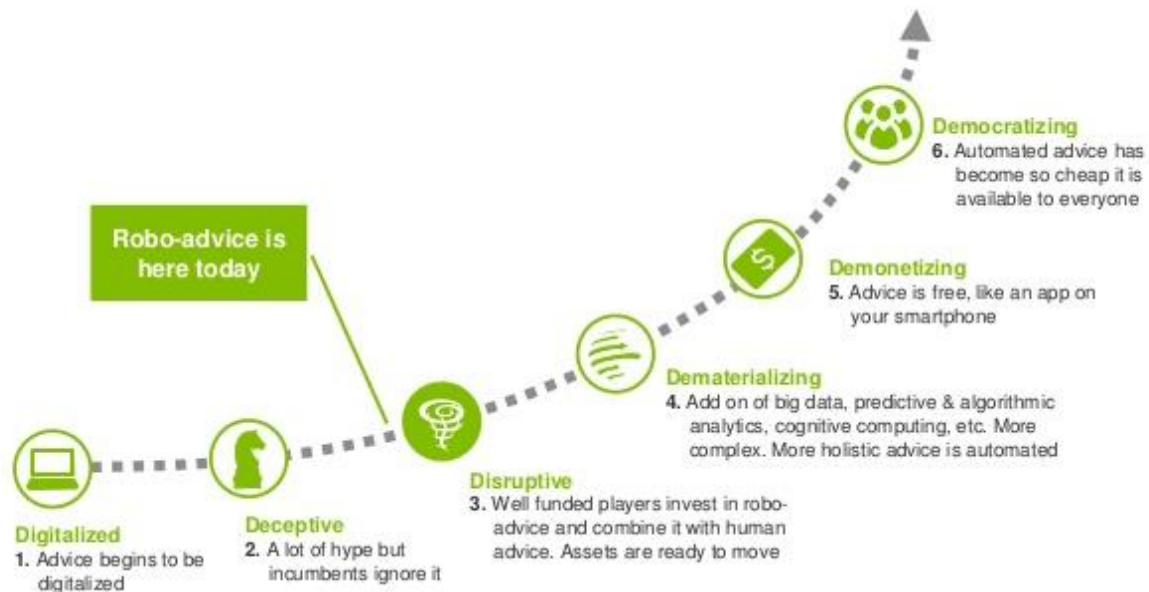 Robo-advice is
here today
Digitalized
1. Advice begins to be
digitalized
Deceptive
2. A lot of hype but
incumbents ignore it
Disruptive
3. Well funded players invest in robo-
advice and combine it with human
advice. Assets are ready to move
Dematerializing
4. Add on of big data, predictive & algorithmic
analytics, cognitive computing, etc. More
complex. More holistic advice is automated
$
Demonetizing
5. Advice is free, like an app on
your smartphone
Democratizing
6. Automated advice has
become so cheap it is
available to everyone